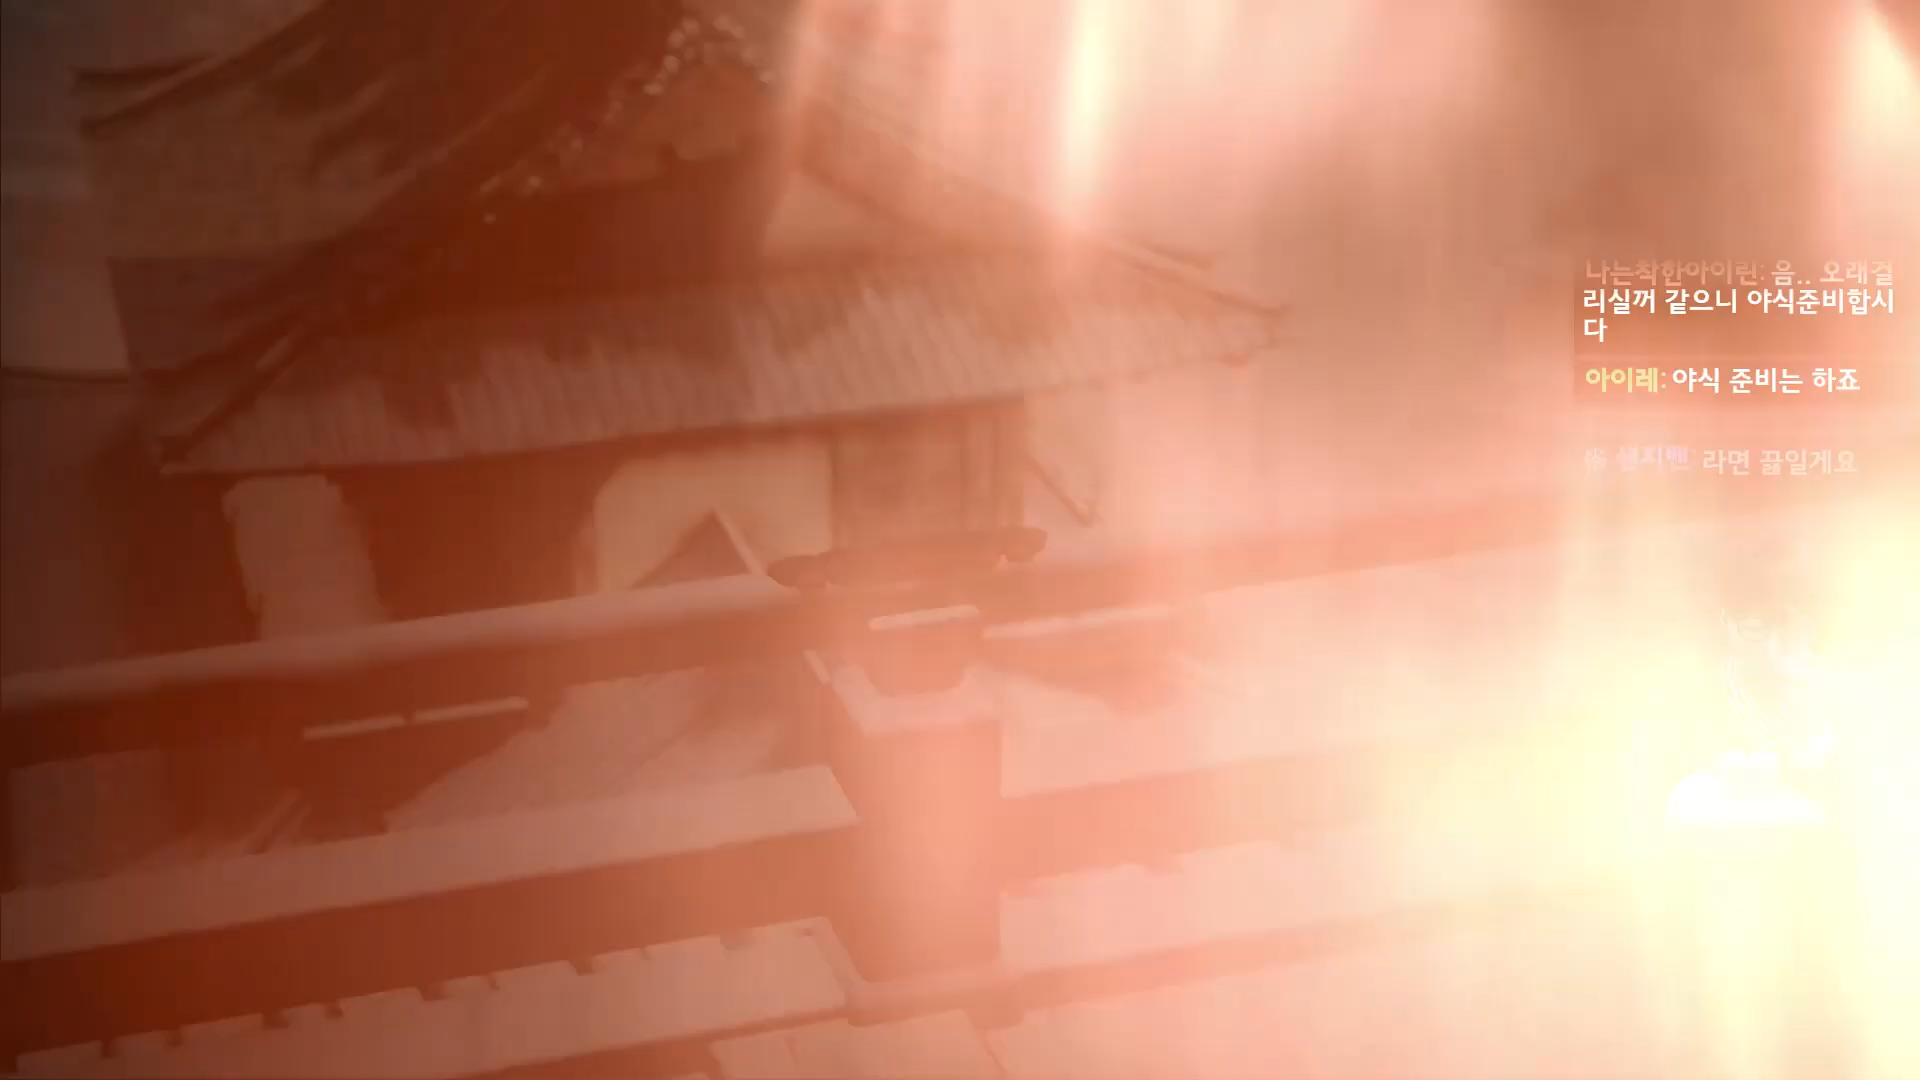 나는착한아이린: 음.. 오래걸
리실꺼 같으니 야식준비합시
다
아이레: 야식 준비는 하죠
라면 끓일게요